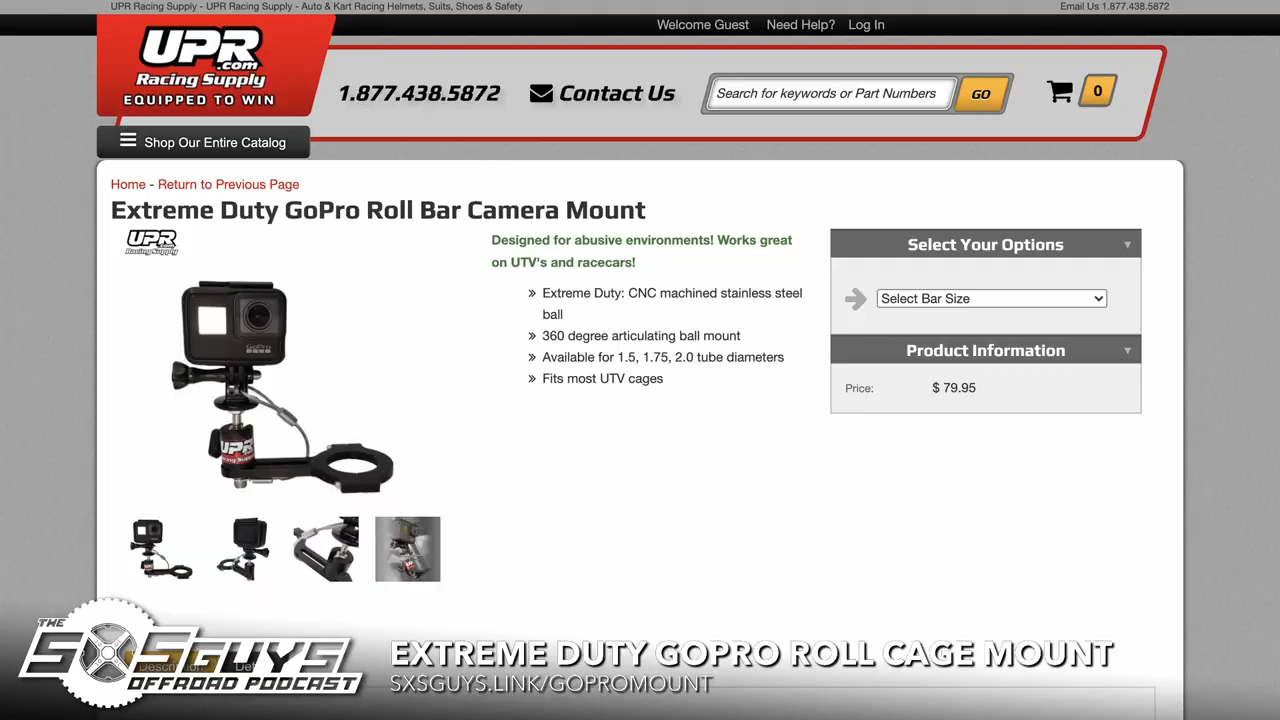 UPR Racing Supply - UPR Racing Supply - Auto & Kart Racing Helmets, Suits, Shoes & Safety
Email Us 1.877.438.5872
Welcome Guest
Need Help?
Log In
UPR
.com
Racing Supply
EQUIPPED TO WIN
1.877.438.5872
Contact Us
Search for keywords or Part Numbers
GO
0
Shop Our Entire Catalog
Home - Return to Previous Page
Extreme Duty GoPro Roll Bar Camera Mount
UPR
Racing Supply
Designed for abusive environments! Works great
on UTV's and racecars!
» Extreme Duty: CNC machined stainless steel
ball
» 360 degree articulating ball mount
» Available for 1.5, 1.75, 2.0 tube diameters
» Fits most UTV cages
Select Your Options
Select Bar Size
Product Information
Price: $ 79.95
GoPro
UPR
Racing Supply
THE
SXSGUYS
OFFROAD PODCAST
EXTREME DUTY GOPRO ROLL CAGE MOUNT
SXSGUYS.LINK/GOPROMOUNT